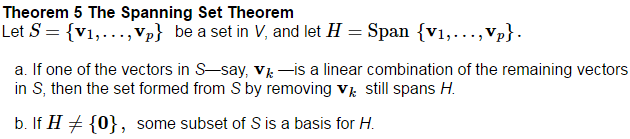 Theorem 5 The Spanning Set Theorem
Let S = {v₁,...,vₚ} be a set in V, and let H = Span {v₁,...,vₚ}.
a. If one of the vectors in S—say, vₖ—is a linear combination of the remaining vectors
in S, then the set formed from S by removing vₖ still spans H.
b. If H ≠ {0}, some subset of S is a basis for H.